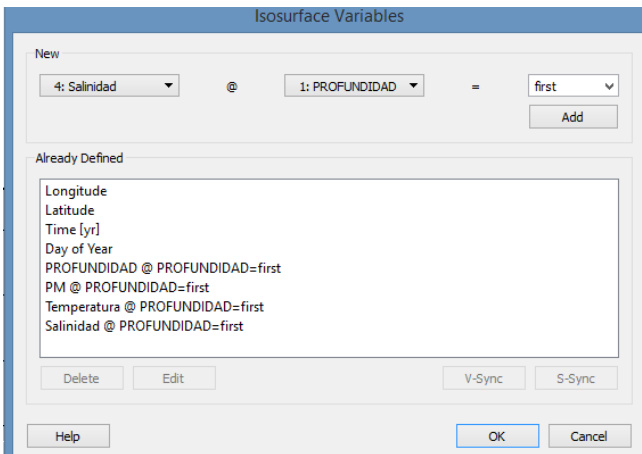 Isosurface Variables
New
4: Salinidad @ 1: PROFUNDIDAD = first
Add
Already Defined
Longitude
Latitude
Time [yr]
Day of Year
PROFUNDIDAD @ PROFUNDIDAD=first
PM @ PROFUNDIDAD=first
Temperatura @ PROFUNDIDAD=first
Salinidad @ PROFUNDIDAD=first
Delete Edit V-Sync S-Sync
Help OK Cancel